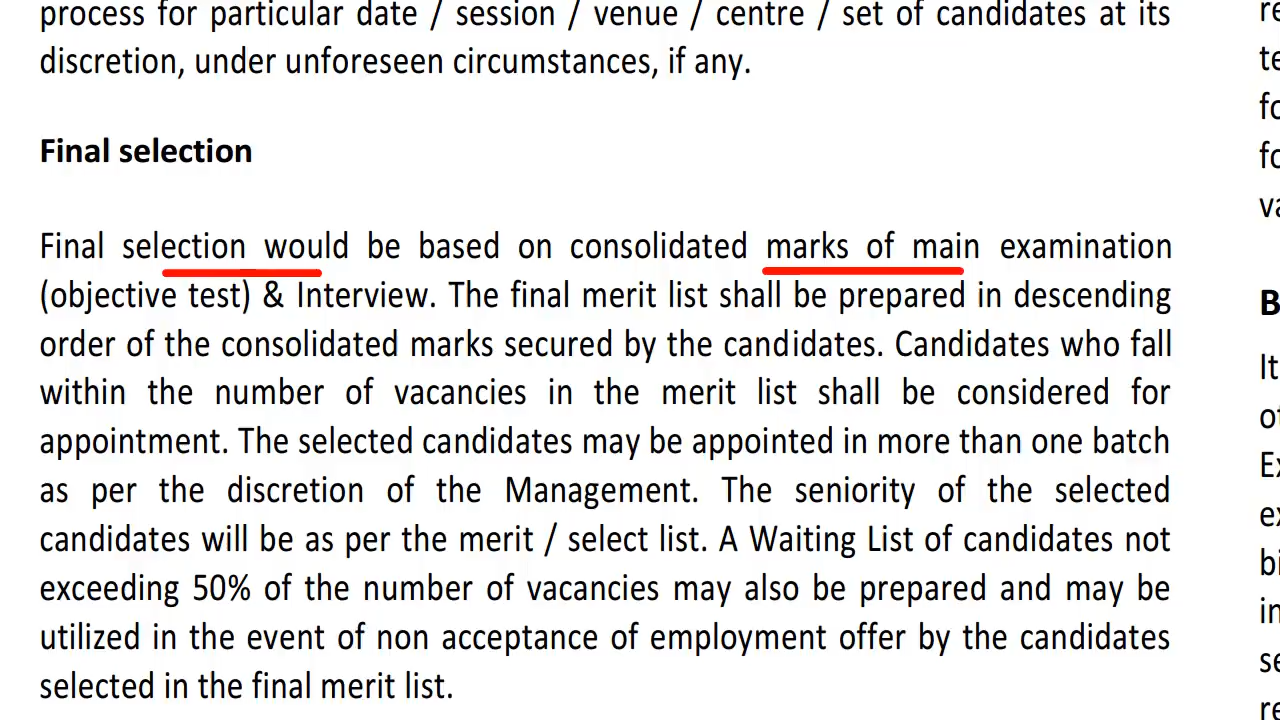 process for particular date / session / venue / centre / set of candidates at its
discretion, under unforeseen circumstances, if any.
Final selection
Final selection would be based on consolidated marks of main examination
(objective test) & Interview. The final merit list shall be prepared in descending
order of the consolidated marks secured by the candidates. Candidates who fall
within the number of vacancies in the merit list shall be considered for
appointment. The selected candidates may be appointed in more than one batch
as per the discretion of the Management. The seniority of the selected
candidates will be as per the merit / select list. A Waiting List of candidates not
exceeding 50% of the number of vacancies may also be prepared and may be
utilized in the event of non acceptance of employment offer by the candidates
selected in the final merit list.